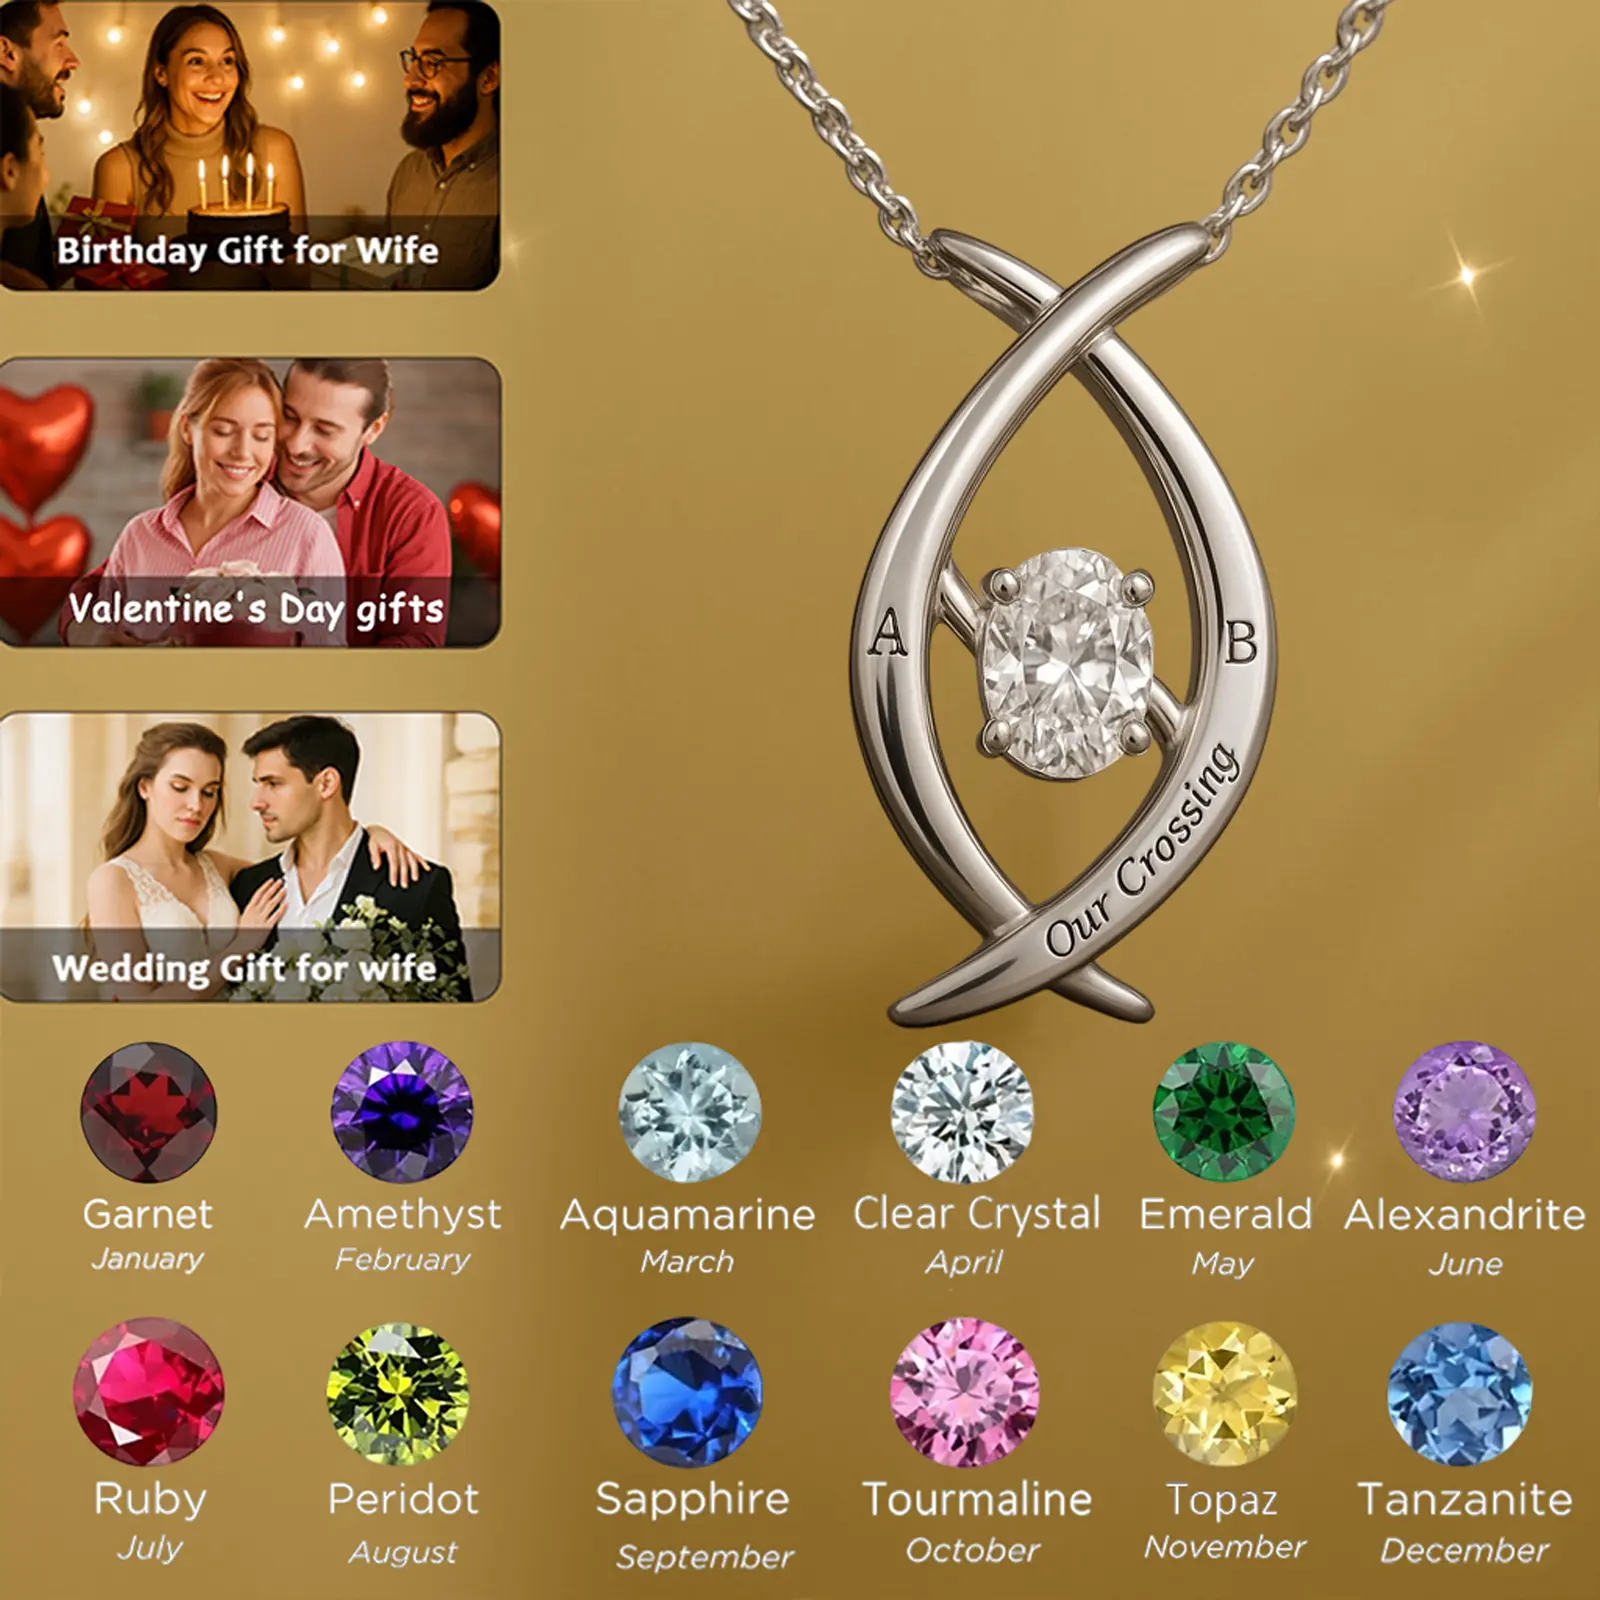 Birthday Gift for Wife
Valentine's Day gifts
Wedding Gift for wife
A
B
Our Crossing
Garnet
January
Amethyst
February
Aquamarine
March
Clear Crystal
April
Emerald
May
Alexandrite
June
Ruby
July
Peridot
August
Sapphire
September
Tourmaline
October
Topaz
November
Tanzanite
December